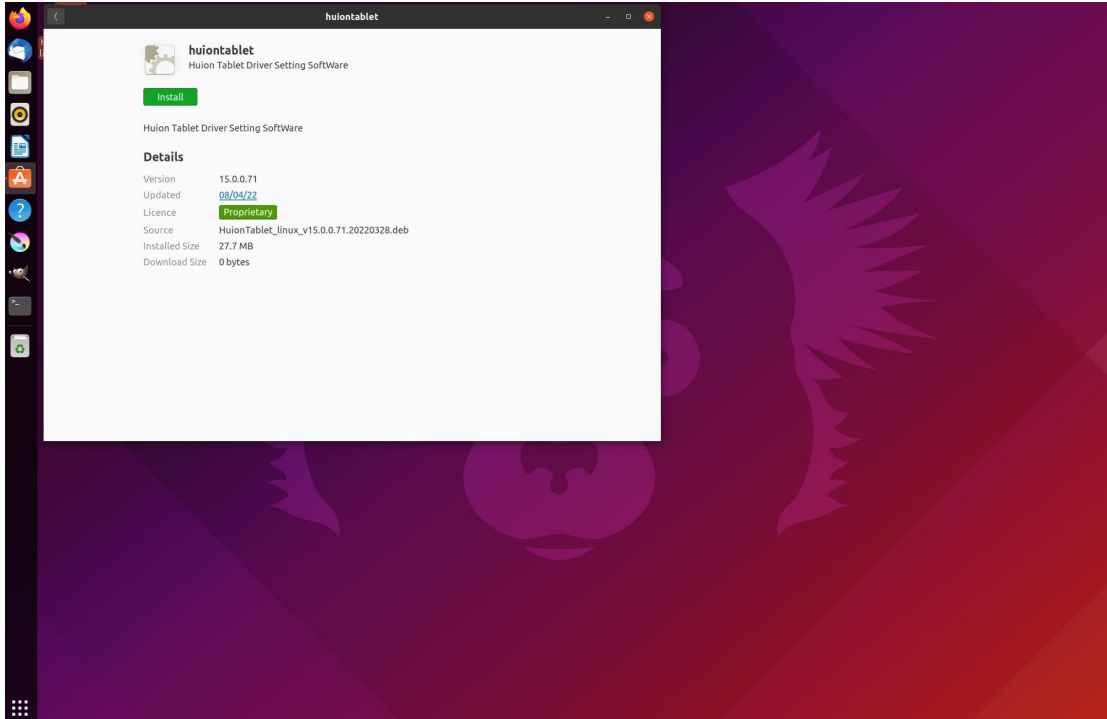 huiontablet
huiontablet
Huion Tablet Driver Setting SoftWare
Install
Huion Tablet Driver Setting SoftWare
Details
Version 15.0.0.71
Updated 08/04/22
Licence Proprietary
Source HuionTablet_linux_v15.0.0.71.20220328.deb
Installed Size 27.7 MB
Download Size 0 bytes